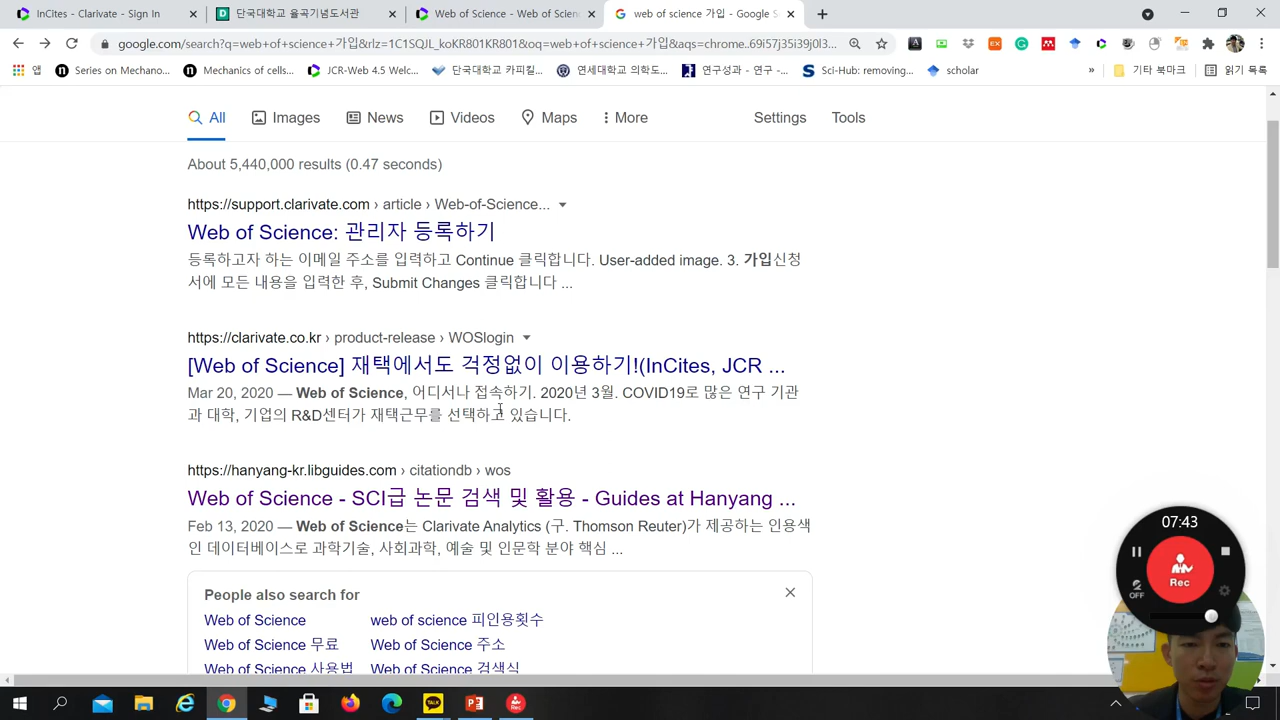 InCites - Clarivate - Sign In
단국대학교 율곡기념도서관
Web of Science - Web of Scien
web of science 가입 - Google S
google.com/search?q=web+of+science+가입&rlz=1C1SQJL_koKR801KR801&oq=web+of+science+가입&aqs=chrome..69i57j35i39j0l3...
앱
Series on Mechano...
Mechanics of cells...
JCR-Web 4.5 Welc...
단국대학교 카피킬...
연세대학교 의학도...
연구성과 - 연구 -...
Sci-Hub: removing...
scholar
»
기타 북마크
읽기 목록
All
Images
News
Videos
Maps
More
Settings
Tools
About 5,440,000 results (0.47 seconds)
https://support.clarivate.com › article › Web-of-Science...
Web of Science: 관리자 등록하기
등록하고자 하는 이메일 주소를 입력하고 Continue 클릭합니다. User-added image. 3. 가입신청
서에 모든 내용을 입력한 후, Submit Changes 클릭합니다 ...
https://clarivate.co.kr › product-release › WOSlogin
[Web of Science] 재택에서도 걱정없이 이용하기!(InCites, JCR ...
Mar 20, 2020 — Web of Science, 어디서나 접속하기. 2020년 3월. COVID19로 많은 연구 기관
과 대학, 기업의 R&D센터가 재택근무를 선택하고 있습니다.
https://hanyang-kr.libguides.com › citationdb › wos
Web of Science - SCI급 논문 검색 및 활용 - Guides at Hanyang ...
Feb 13, 2020 — Web of Science는 Clarivate Analytics (구. Thomson Reuter)가 제공하는 인용색
인 데이터베이스로 과학기술, 사회과학, 예술 및 인문학 분야 핵심 ...
People also search for
Web of Science
web of science 피인용횟수
Web of Science 무료
Web of Science 주소
Web of Science 사용법
Web of Science 검색식
07:43
Rec
OFF
TALK